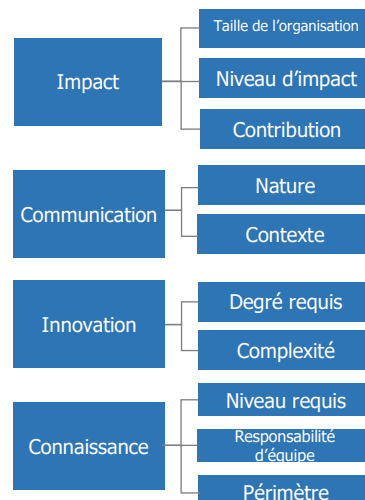 Impact
Taille de l'organisation
Niveau d'impact
Contribution
Communication
Nature
Contexte
Innovation
Degré requis
Complexité
Connaissance
Niveau requis
Responsabilité
d'équipe
Périmètre